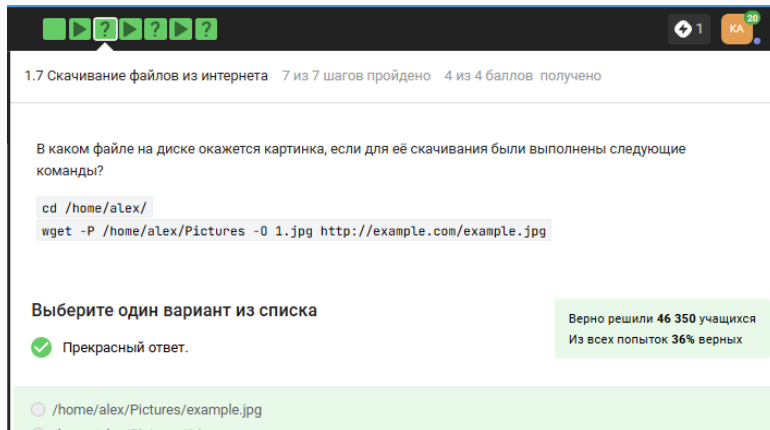 ? ? ?
1 KA 20
1.7 Скачивание файлов из интернета 7 из 7 шагов пройдено 4 из 4 баллов получено
В каком файле на диске окажется картинка, если для её скачивания были выполнены следующие
команды?
cd /home/alex/
wget -P /home/alex/Pictures -O 1.jpg http://example.com/example.jpg
Выберите один вариант из списка
Верно решили 46 350 учащихся
Из всех попыток 36% верных
Прекрасный ответ.
/home/alex/Pictures/example.jpg